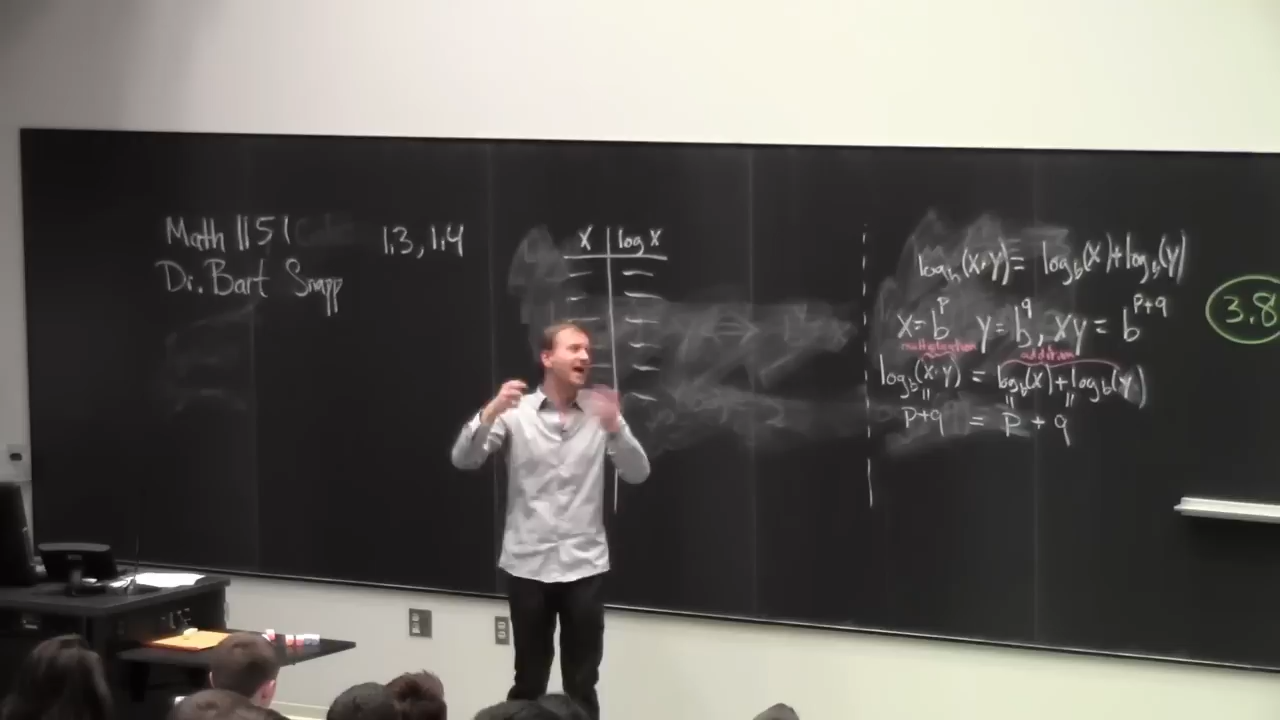 Math 1151
Dr. Bart Snapp
1.3, 1.4
x | log x
log_b(x·y) = log_b(x) + log_b(y)
x = b^p y = b^q, xy = b^{p+q}
multiplication addition
log_b(x·y) = log_b(x) + log_b(y)
" " "
p+q = p + q
3.8